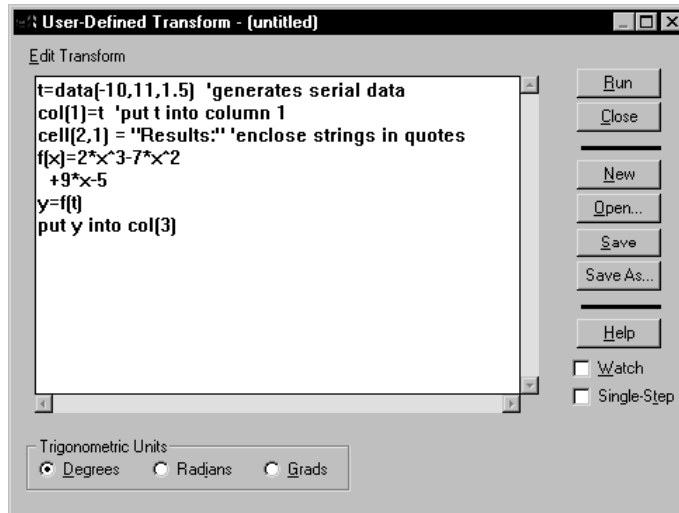 User-Defined Transform - (untitled)
Edit Transform
t=data(-10,11,1.5) 'generates serial data
col(1)=t 'put t into column 1
cell(2,1) = "Results:" 'enclose strings in quotes
f(x)=2*x^3-7*x^2
+9*x-5
y=f(t)
put y into col(3)
Run
Close
New
Open...
Save
Save As...
Help
Watch
Single-Step
Trigonometric Units
Degrees Radians Grads